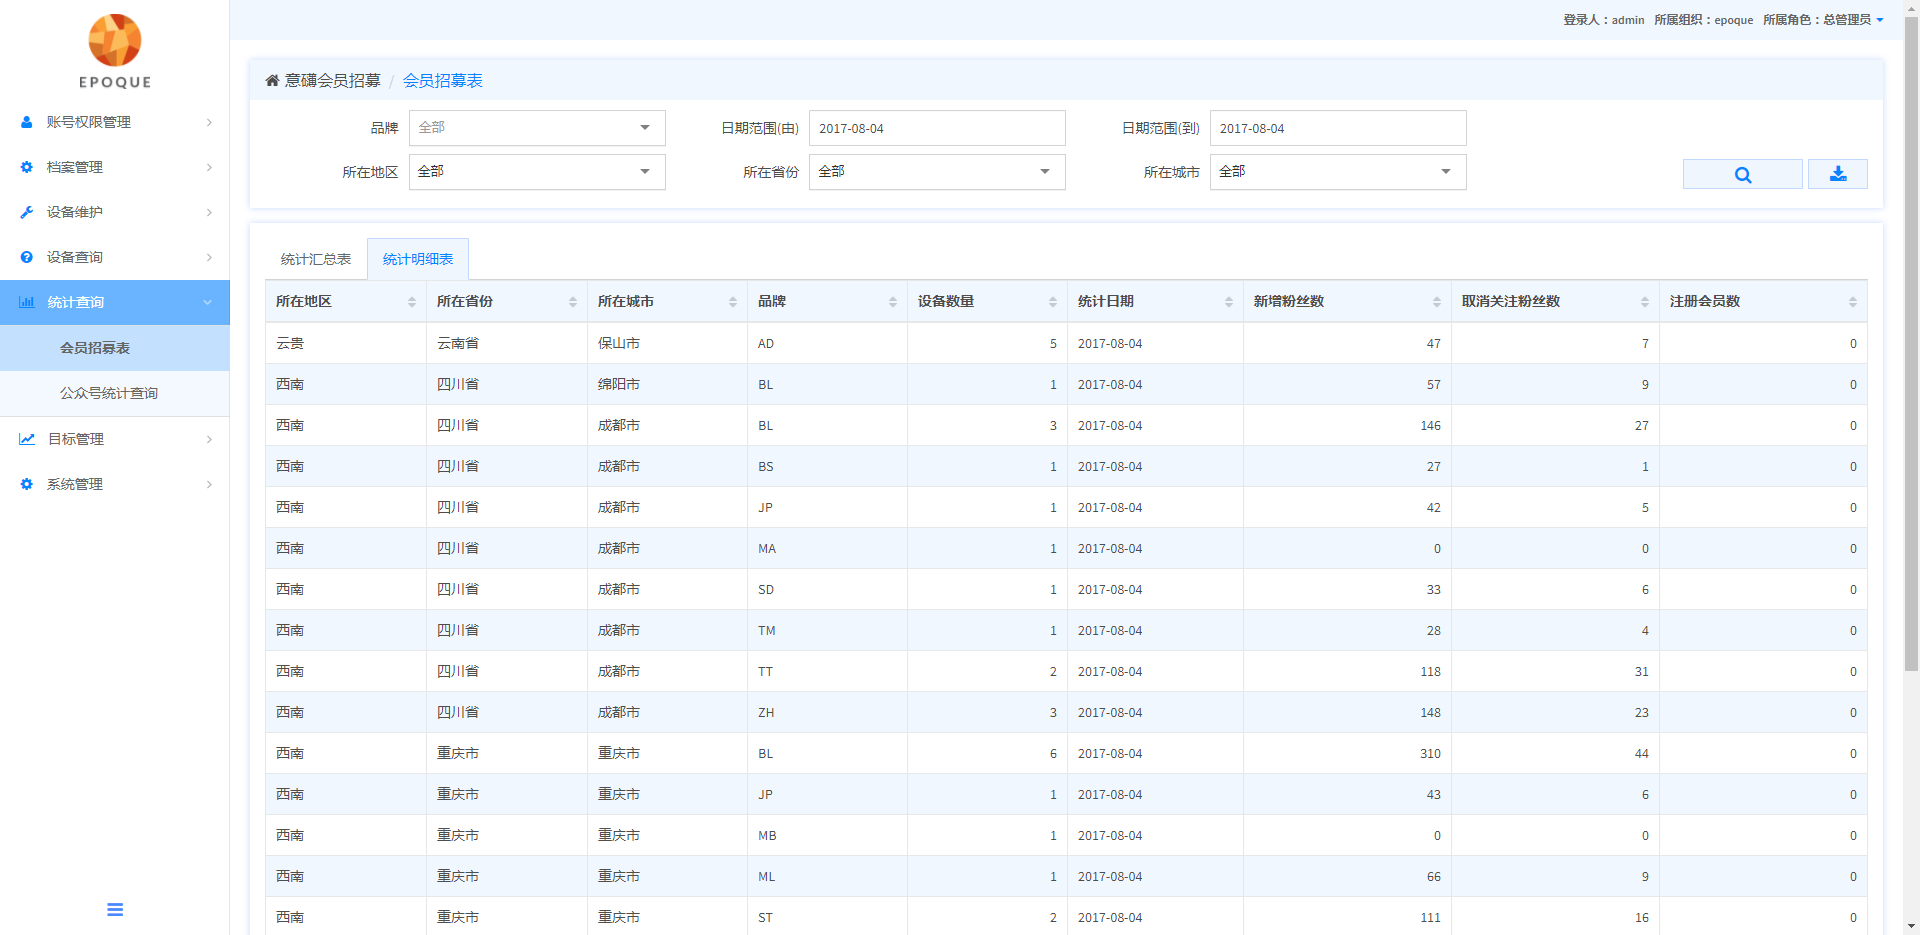 登录人：admin 所属组织：epoque 所属角色：总管理员
EPOQUE
账号权限管理
档案管理
设备维护
设备查询
统计查询
会员招募表
公众号统计查询
目标管理
系统管理
意礴会员招募 / 会员招募表
品牌 全部 日期范围(由) 2017-08-04 日期范围(到) 2017-08-04
所在地区 全部 所在省份 全部 所在城市 全部
统计汇总表 统计明细表
所在地区 所在省份 所在城市 品牌 设备数量 统计日期 新增粉丝数 取消关注粉丝数 注册会员数
云贵 云南省 保山市 AD 5 2017-08-04 47 7 0
西南 四川省 绵阳市 BL 1 2017-08-04 57 9 0
西南 四川省 成都市 BL 3 2017-08-04 146 27 0
西南 四川省 成都市 BS 1 2017-08-04 27 1 0
西南 四川省 成都市 JP 1 2017-08-04 42 5 0
西南 四川省 成都市 MA 1 2017-08-04 0 0 0
西南 四川省 成都市 SD 1 2017-08-04 33 6 0
西南 四川省 成都市 TM 1 2017-08-04 28 4 0
西南 四川省 成都市 TT 2 2017-08-04 118 31 0
西南 四川省 成都市 ZH 3 2017-08-04 148 23 0
西南 重庆市 重庆市 BL 6 2017-08-04 310 44 0
西南 重庆市 重庆市 JP 1 2017-08-04 43 6 0
西南 重庆市 重庆市 MB 1 2017-08-04 0 0 0
西南 重庆市 重庆市 ML 1 2017-08-04 66 9 0
西南 重庆市 重庆市 ST 2 2017-08-04 111 16 0